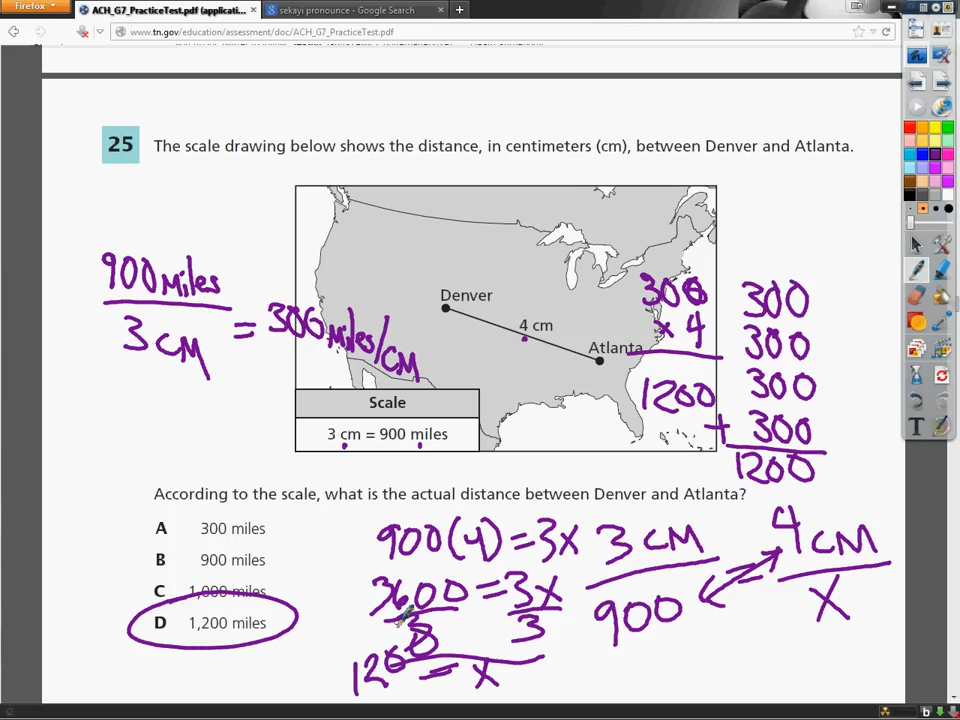 Firefox
ACH_G7_PracticeTest.pdf (applicati...
sekayi pronounce - Google Search
www.tn.gov/education/assessment/doc/ACH_G7_PracticeTest.pdf
25
The scale drawing below shows the distance, in centimeters (cm), between Denver and Atlanta.
Denver
4 cm
Atlanta
Scale
3 cm = 900 miles
900 Miles
3 CM
= 300 Miles/CM
300
x 4
1200
300
300
300
+ 300
1200
According to the scale, what is the actual distance between Denver and Atlanta?
A 300 miles
B 900 miles
C 1,000 miles
D 1,200 miles
900(4) = 3x
3600 = 3x
3 3
1200 = x
3 CM
900
=
4 CM
X
T
b